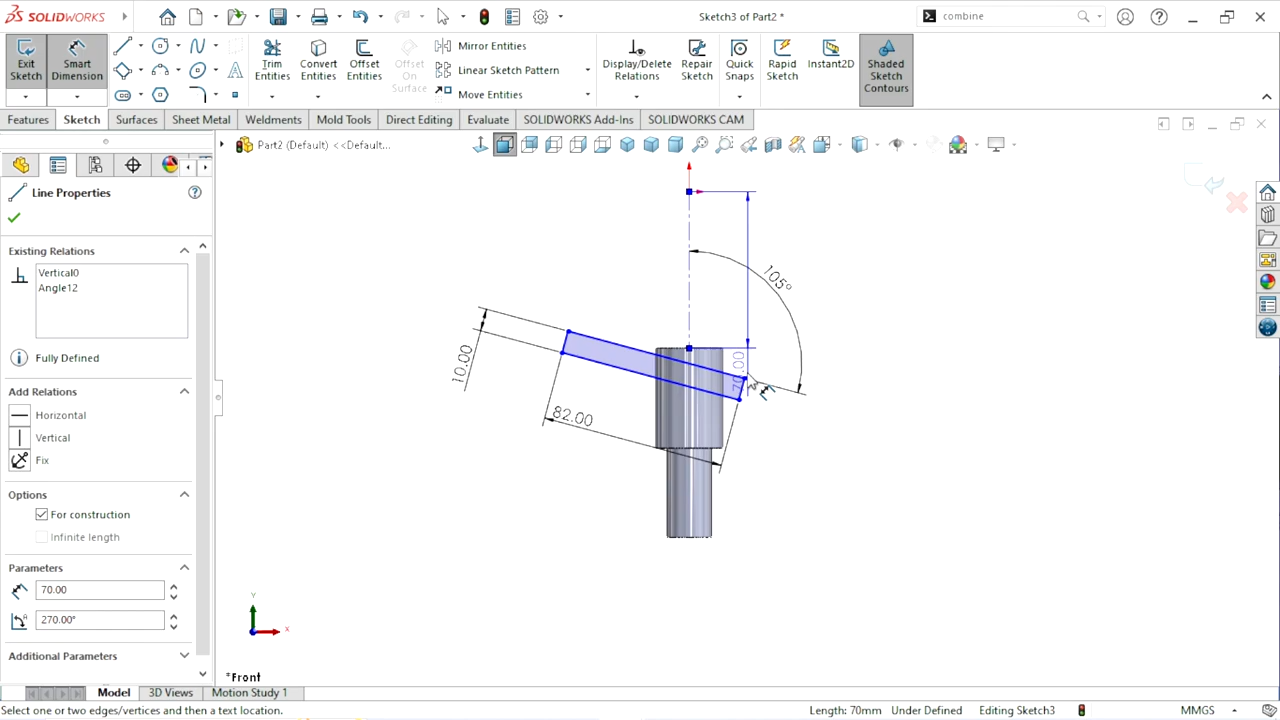 SOLIDWORKS
Sketch3 of Part2 *
combine
Exit Sketch
Smart Dimension
Trim Entities
Convert Entities
Offset Entities
Offset On Surface
Mirror Entities
Linear Sketch Pattern
Move Entities
Display/Delete Relations
Repair Sketch
Quick Snaps
Rapid Sketch
Instant2D
Shaded Sketch Contours
Features
Sketch
Surfaces
Sheet Metal
Weldments
Mold Tools
Direct Editing
Evaluate
SOLIDWORKS Add-Ins
SOLIDWORKS CAM
Part2 (Default) <<Default...
Line Properties
Existing Relations
Vertical0
Angle12
Fully Defined
Add Relations
Horizontal
Vertical
Fix
Options
For construction
Infinite length
Parameters
70.00
270.00°
Additional Parameters
105°
10.00
82.00
70.00
Y
X
*Front
Model
3D Views
Motion Study 1
Select one or two edges/vertices and then a text location.
Length: 70mm
Under Defined
Editing Sketch3
MMGS